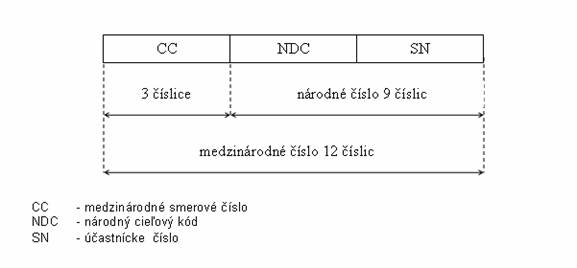 CC NDC SN
3 číslice národné číslo 9 číslic
medzinárodné číslo 12 číslic
CC - medzinárodné smerové číslo
NDC - národný cieľový kód
SN - účastnícke číslo